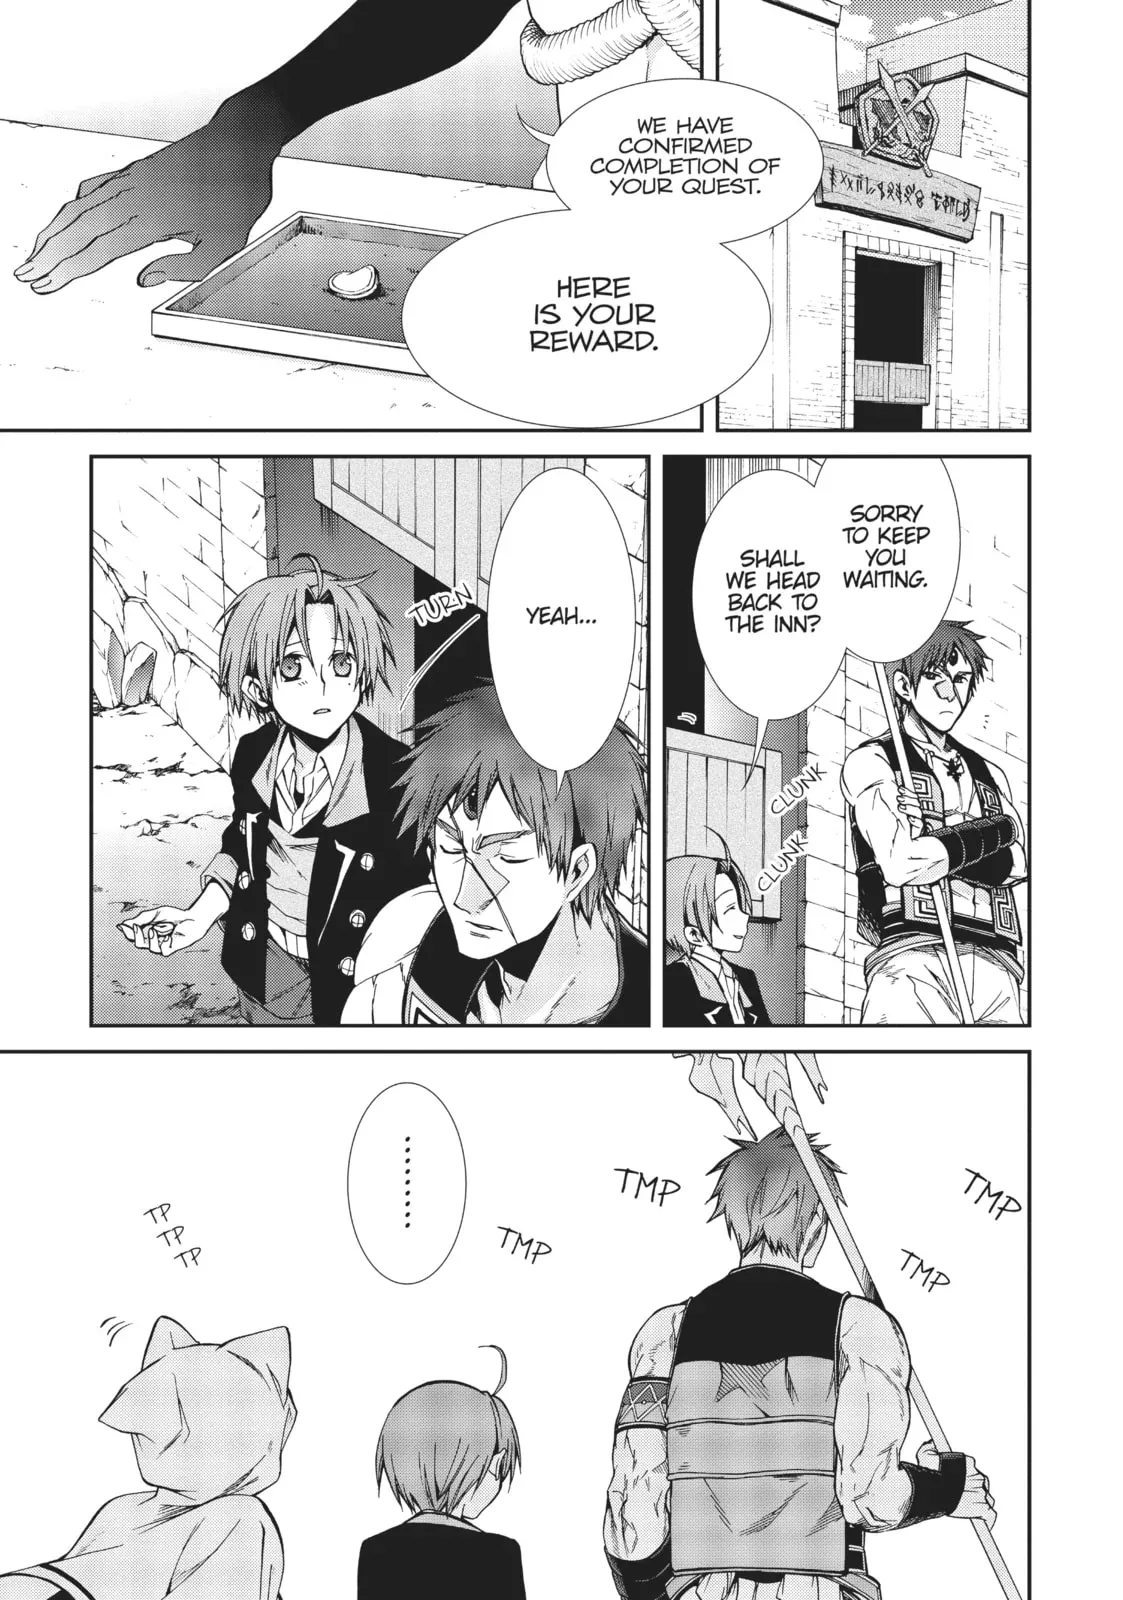 WE HAVE
CONFIRMED
COMPLETION OF
YOUR QUEST.
HERE
IS YOUR
REWARD.
SORRY
TO KEEP
YOU
WAITING.
SHALL
WE HEAD
BACK TO
THE INN?
CLUNK
CLUNK
YEAH...
TURN
TMP
TMP
TMP
TMP
.........
TP
TP
TP